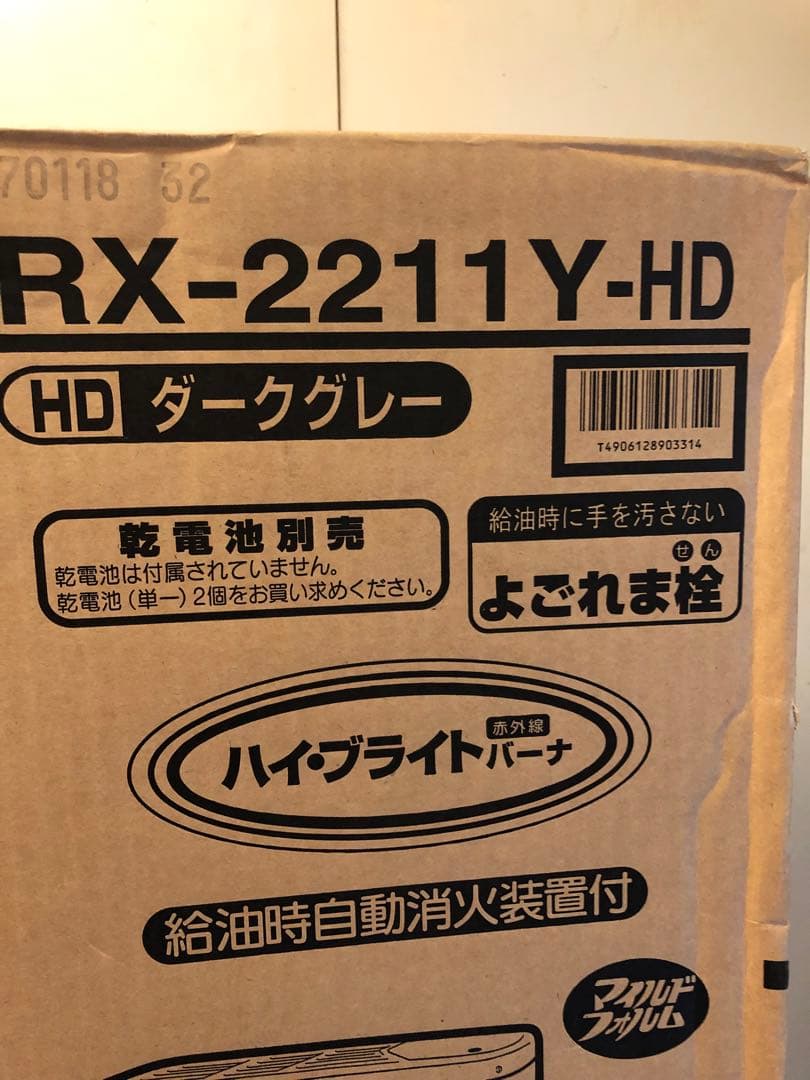 70118 32
RX-2211Y-HD
HD ダークグレー
T4906128903314
乾電池別売
乾電池は付属されていません。
乾電池(単一)2個をお買い求めください。
給油時に手を汚さない
せん
よごれま栓
赤外線
ハイ・ブライトバーナ
給油時自動消火装置付
マイルド
フォルム